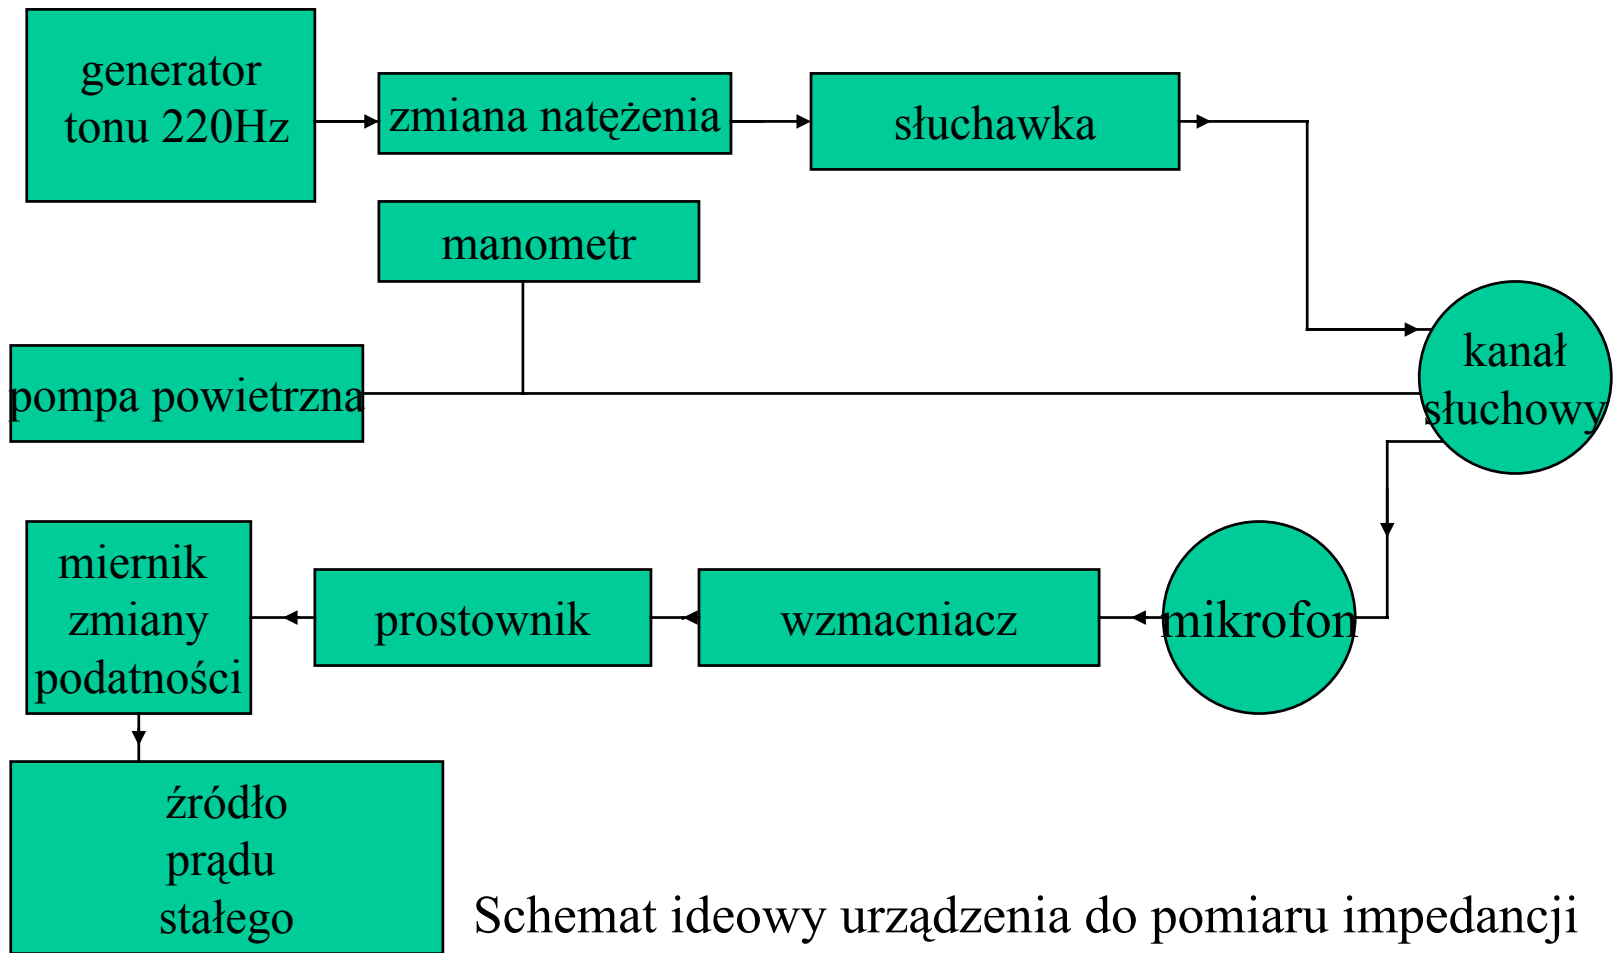 generator
tonu 220Hz
zmiana natężenia
słuchawka
manometr
pompa powietrzna
kanał
słuchowy
miernik
zmiany
podatności
prostownik
wzmacniacz
mikrofon
źródło
prądu
stałego
Schemat ideowy urządzenia do pomiaru impedancji